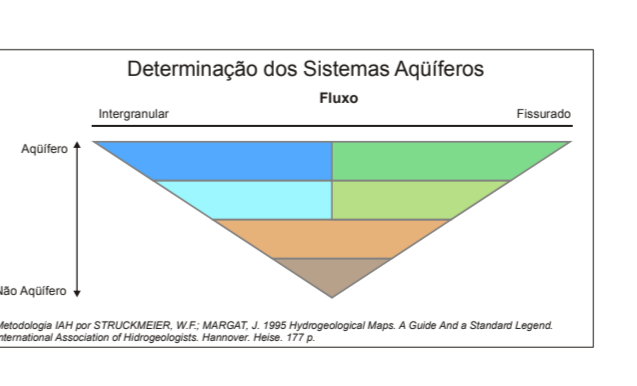 Determinação dos Sistemas Aqüíferos
Fluxo
Intergranular Fissurado
Aqüífero
Não Aqüífero
Metodologia IAH por STRUCKMEIER, W.F.; MARGAT, J. 1995 Hydrogeological Maps. A Guide And a Standard Legend.
International Association of Hidrogeologists. Hannover. Heise. 177 p.